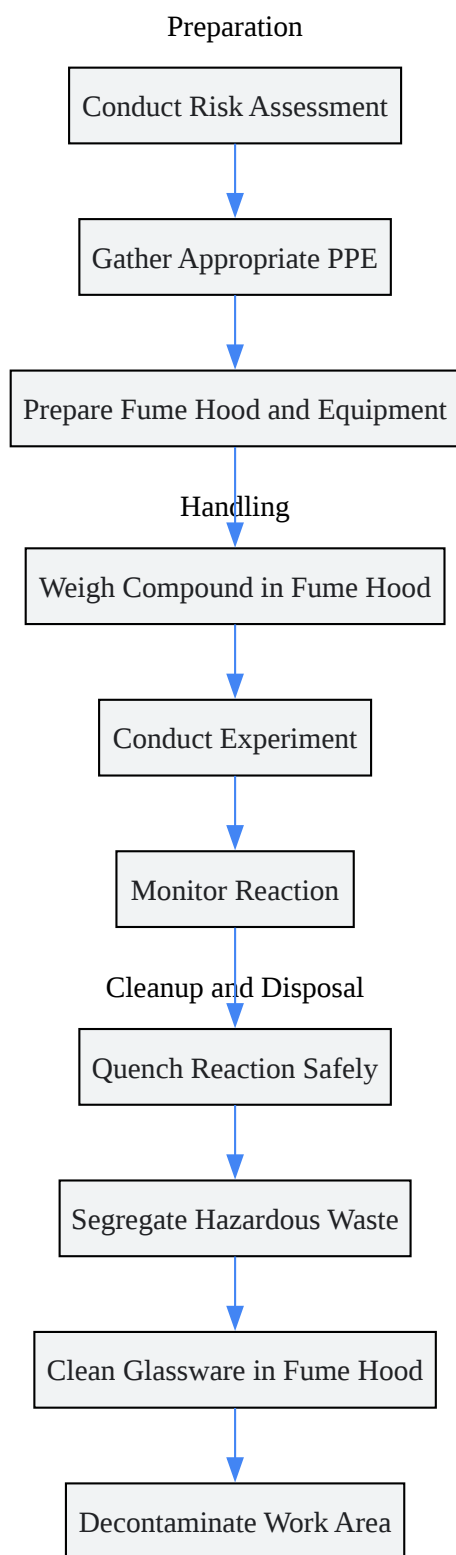 Preparation
Conduct Risk Assessment
Gather Appropriate PPE
Prepare Fume Hood and Equipment
Handling
Weigh Compound in Fume Hood
Conduct Experiment
Monitor Reaction
Cleanup and Disposal
Quench Reaction Safely
Segregate Hazardous Waste
Clean Glassware in Fume Hood
Decontaminate Work Area